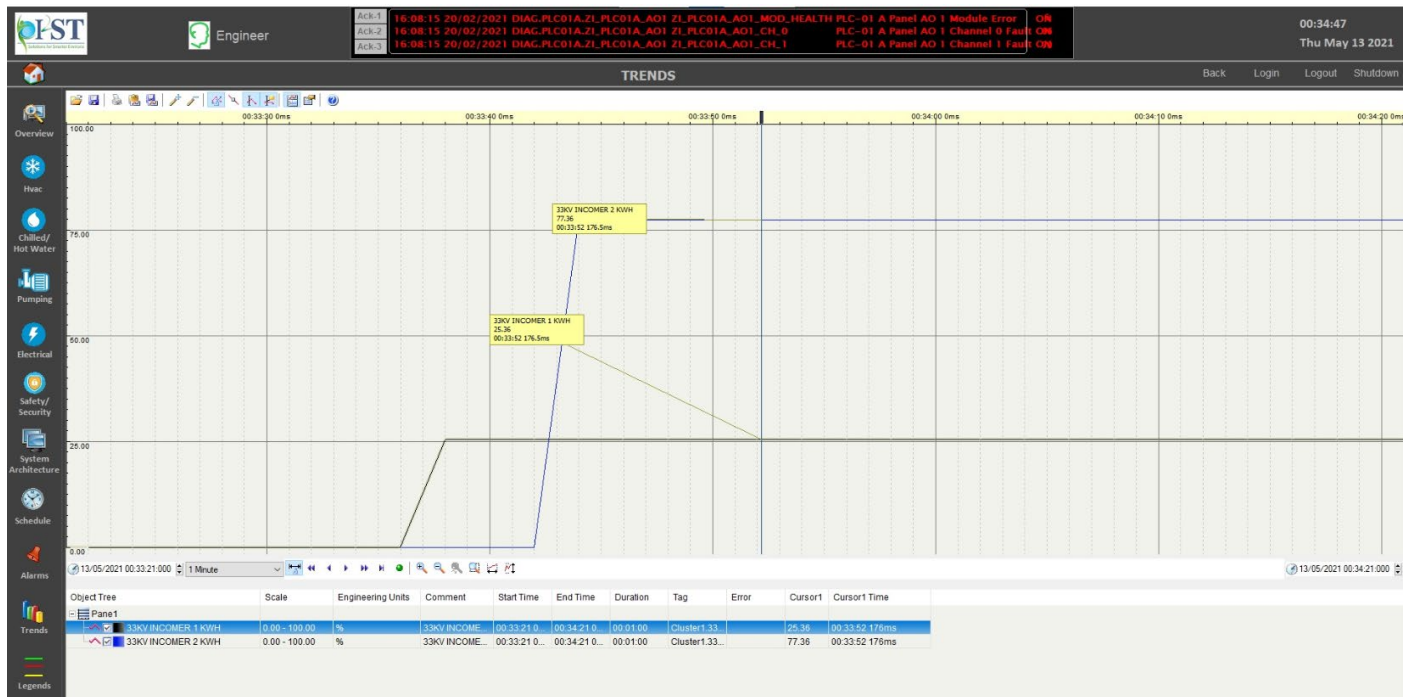 OPST
Engineer
Ack-1 16:08:15 20/02/2021 DIAG.PLC01A.ZI_PLC01A_AO1 ZI_PLC01A_AO1_MOD_HEALTH PLC-01 A Panel AO 1 Module Error ON
Ack-2 16:08:15 20/02/2021 DIAG.PLC01A.ZI_PLC01A_AO1 ZI_PLC01A_AO1_CH_0 PLC-01 A Panel AO 1 Channel 0 Fault ON
Ack-3 16:08:15 20/02/2021 DIAG.PLC01A.ZI_PLC01A_AO1 ZI_PLC01A_AO1_CH_1 PLC-01 A Panel AO 1 Channel 1 Fault ON
00:34:47
Thu May 13 2021
TRENDS
Back Login Logout Shutdown
Overview
Hvac
Chilled/
Hot Water
Pumping
Electrical
Safety/
Security
System
Architecture
Schedule
Alarms
Trends
Legends
00:33:30 0ms 00:33:40 0ms 00:33:50 0ms 00:34:00 0ms 00:34:10 0ms 00:34:20 0ms
100.00
75.00
50.00
25.00
0.00
33KV INCOMER 2 KWH
77.36
00:33:52 176.5ms
33KV INCOMER 1 KWH
25.36
00:33:52 176.5ms
13/05/2021 00:33:21:000 1 Minute 13/05/2021 00:34:21:000
Object Tree Scale Engineering Units Comment Start Time End Time Duration Tag Error Cursor1 Cursor1 Time
Pane1
33KV INCOMER 1 KWH 0.00 - 100.00 % 33KV INCOME... 00:33:21 0... 00:34:21 0... 00:01:00 Cluster1.33... 25.36 00:33:52 176ms
33KV INCOMER 2 KWH 0.00 - 100.00 % 33KV INCOME... 00:33:21 0... 00:34:21 0... 00:01:00 Cluster1.33... 77.36 00:33:52 176ms